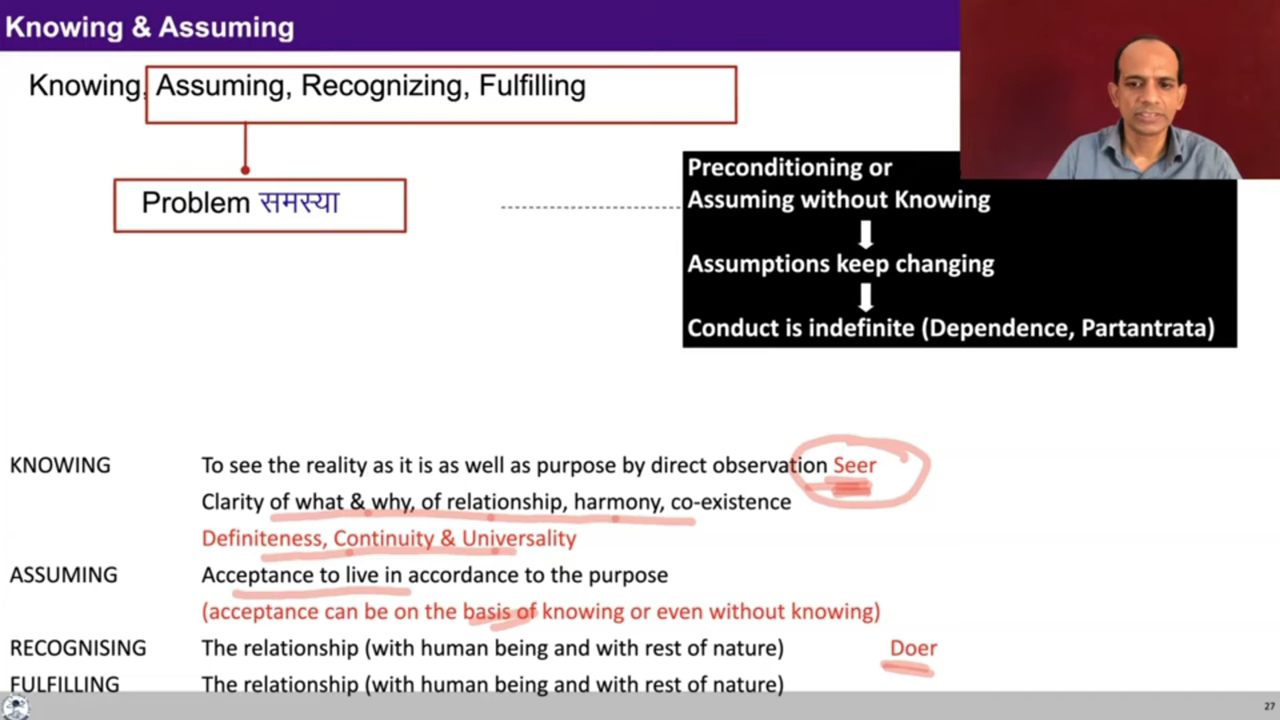 Knowing & Assuming
Knowing, Assuming, Recognizing, Fulfilling
Problem समस्या
Preconditioning or
Assuming without Knowing
Assumptions keep changing
Conduct is indefinite (Dependence, Partantrata)
KNOWING To see the reality as it is as well as purpose by direct observation Seer
Clarity of what & why, of relationship, harmony, co-existence
Definiteness, Continuity & Universality
ASSUMING Acceptance to live in accordance to the purpose
(acceptance can be on the basis of knowing or even without knowing)
RECOGNISING The relationship (with human being and with rest of nature) Doer
FULFILLING The relationship (with human being and with rest of nature)
27